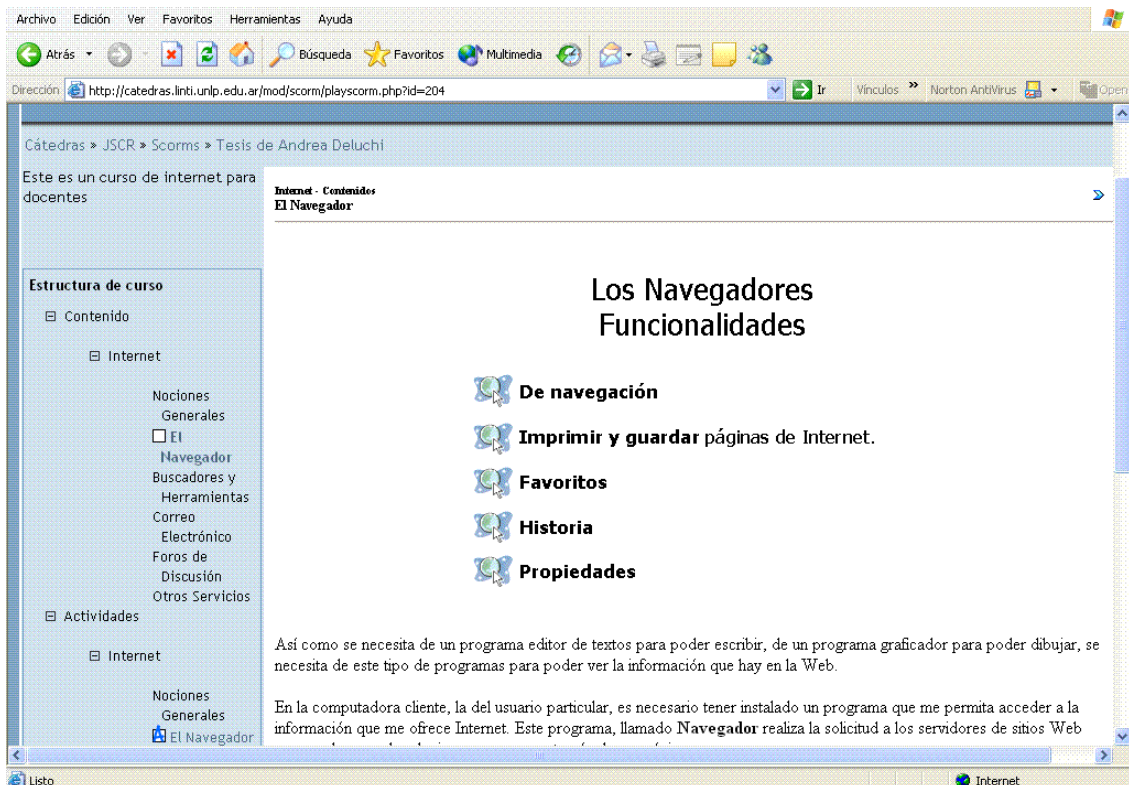 Archivo Edición Ver Favoritos Herramientas Ayuda
Atrás Búsqueda Favoritos Multimedia
Dirección http://catedras.linti.unlp.edu.ar/mod/scorm/playscorm.php?id=204 Ir Vínculos » Norton AntiVirus Open
Cátedras » JSCR » Scorms » Tesis de Andrea Deluchi
Este es un curso de internet para
docentes
Estructura de curso
Contenido
Internet
Nociones
Generales
El
Navegador
Buscadores y
Herramientas
Correo
Electrónico
Foros de
Discusión
Otros Servicios
Actividades
Internet
Nociones
Generales
El Navegador
Internet - Contenidos
El Navegador
Los Navegadores
Funcionalidades
De navegación
Imprimir y guardar páginas de Internet.
Favoritos
Historia
Propiedades
Así como se necesita de un programa editor de textos para poder escribir, de un programa graficador para poder dibujar, se
necesita de este tipo de programas para poder ver la información que hay en la Web.
En la computadora cliente, la del usuario particular, es necesario tener instalado un programa que me permita acceder a la
información que me ofrece Internet. Este programa, llamado Navegador realiza la solicitud a los servidores de sitios Web
Listo Internet